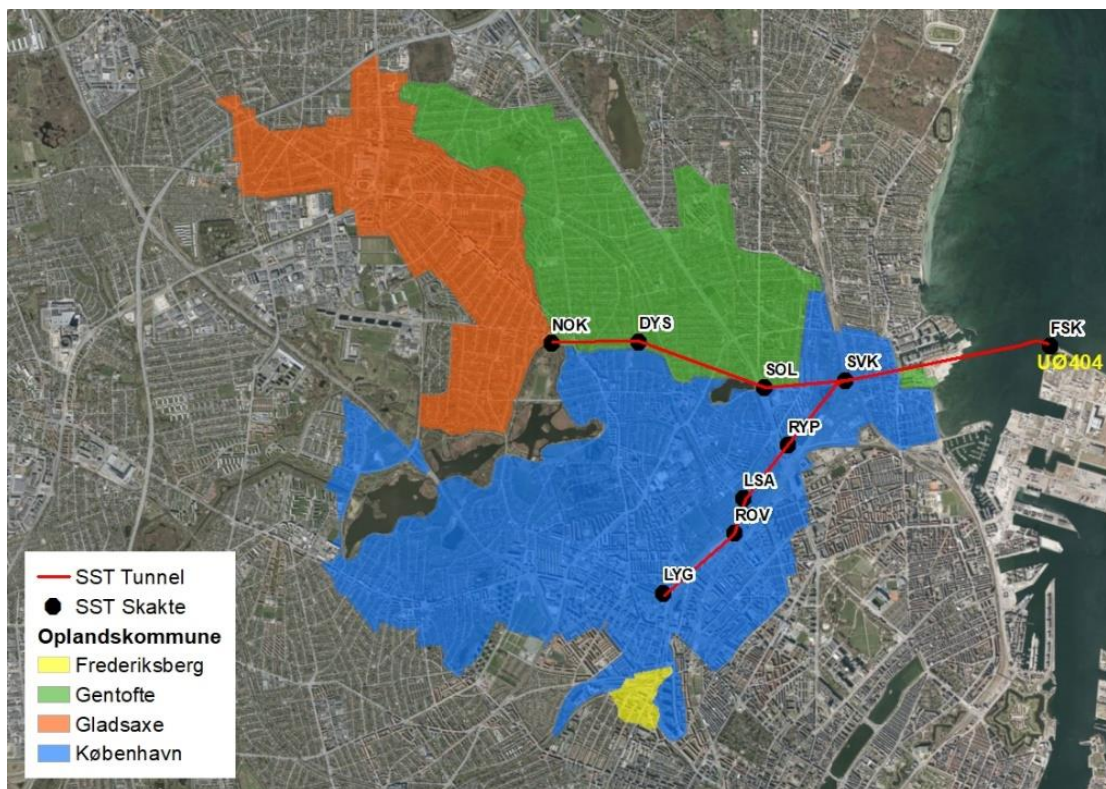 NOK
DYS
FSK
UØ404
SOL
SVK
RYP
LSA
ROV
LYG
SST Tunnel
SST Skakte
Oplandskommune
Frederiksberg
Gentofte
Gladsaxe
København